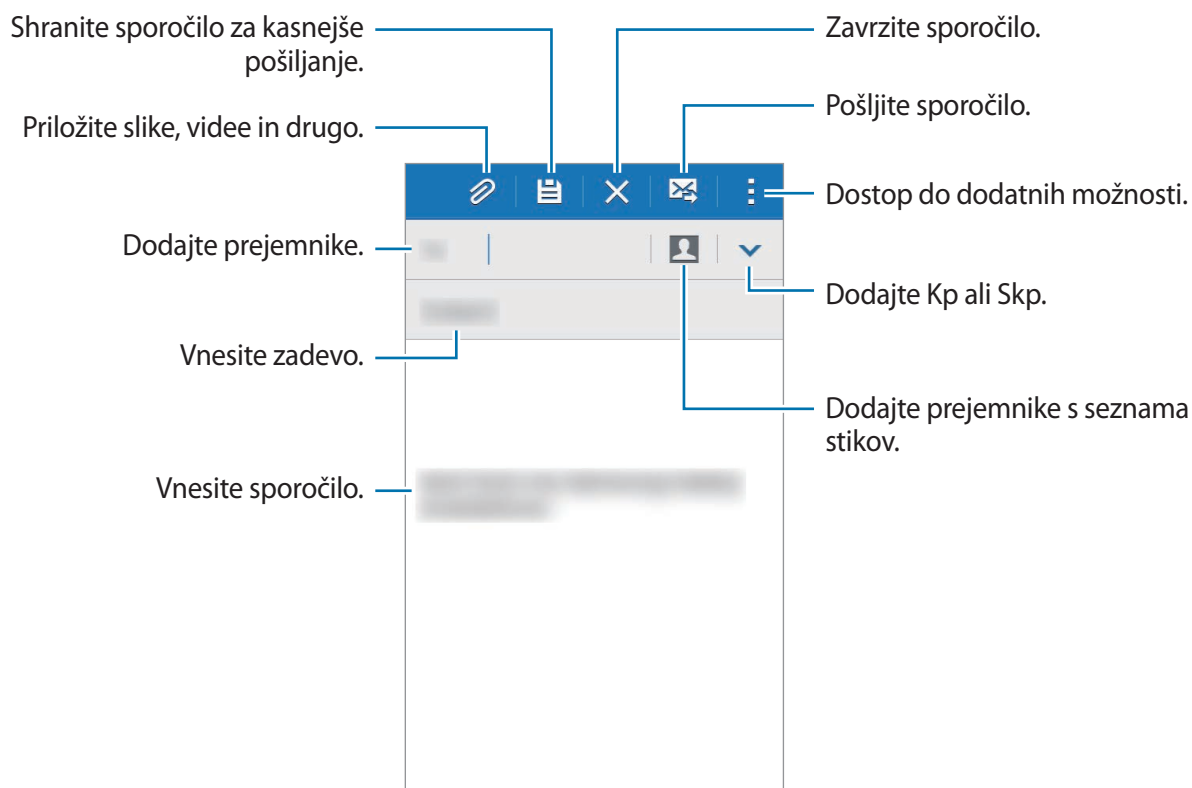 Shranite sporočilo za kasnejše
pošiljanje.
Priložite slike, videe in drugo.
Dodajte prejemnike.
Vnesite zadevo.
Vnesite sporočilo.
Zavrzite sporočilo.
Pošljite sporočilo.
Dostop do dodatnih možnosti.
Dodajte Kp ali Skp.
Dodajte prejemnike s seznama
stikov.